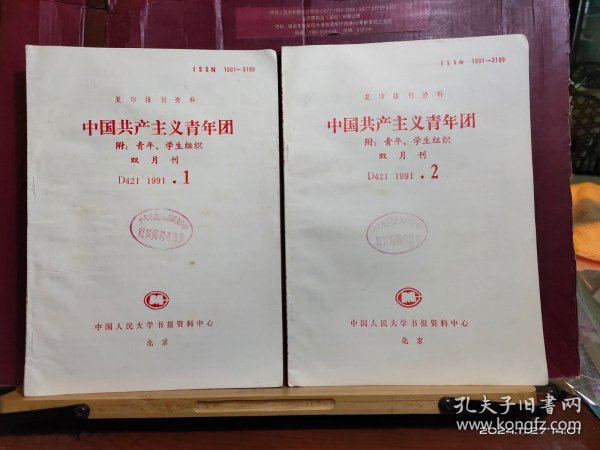 ISSN 1001-3199
复印报刊资料
中国共产主义青年团
附：青年、学生组织
双月刊
D421 1991 .1
中国人民大学书报资料中心
北京
ISSN 1001-3199
复印报刊资料
中国共产主义青年团
附：青年、学生组织
双月刊
D421 1991 .2
中国人民大学书报资料中心
北京
孔夫子旧书网
www.kongfz.com
2024.11.27 14:01